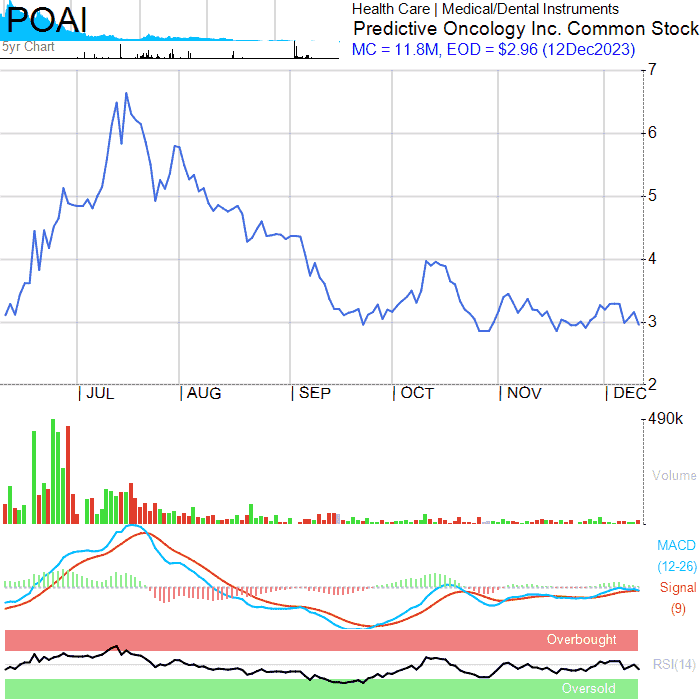 POAI
5yr Chart
Health Care | Medical/Dental Instruments
Predictive Oncology Inc. Common Stock
MC = 11.8M, EOD = $2.96 (12Dec2023)
7
6
5
4
3
2
| JUL | AUG | SEP | OCT | NOV | DEC
490k
Volume
MACD
(12-26)
Signal
(9)
Overbought
RSI(14)
Oversold